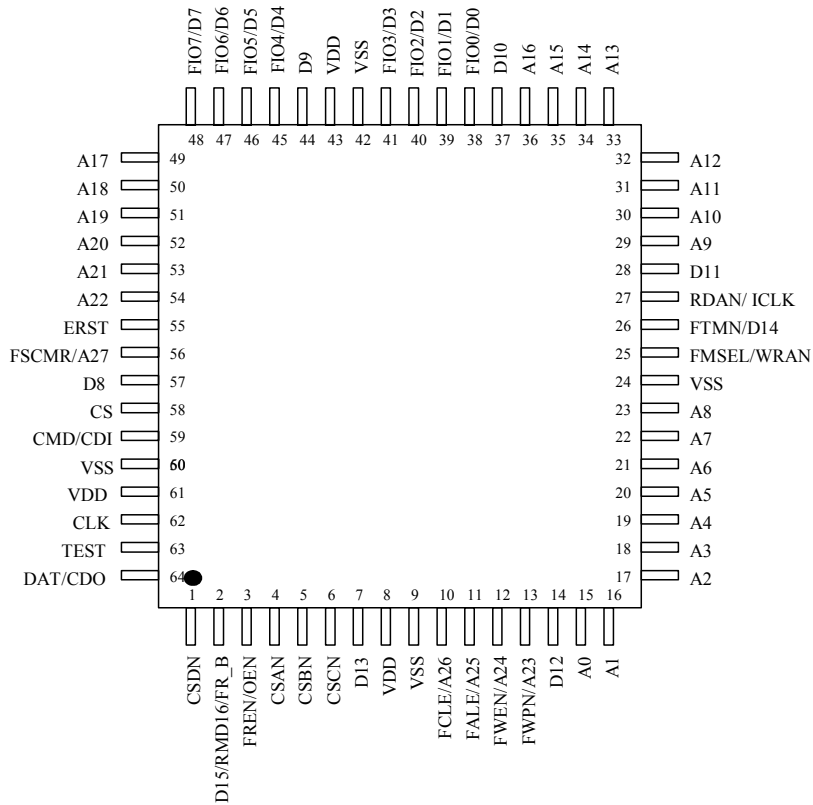 FIO7/D7
FIO6/D6
FIO5/D5
FIO4/D4
D9
VDD
VSS
FIO3/D3
FIO2/D2
FIO1/D1
FIO0/D0
D10
A16
A15
A14
A13
48 47 46 45 44 43 42 41 40 39 38 37 36 35 34 33
A17 49 32 A12
A18 50 31 A11
A19 51 30 A10
A20 52 29 A9
A21 53 28 D11
A22 54 27 RDAN/ ICLK
ERST 55 26 FTMN/D14
FSCMR/A27 56 25 FMSEL/WRAN
D8 57 24 VSS
CS 58 23 A8
CMD/CDI 59 22 A7
VSS 60 21 A6
VDD 61 20 A5
CLK 62 19 A4
TEST 63 18 A3
DAT/CDO 64 17 A2
1 2 3 4 5 6 7 8 9 10 11 12 13 14 15 16
CSDN
D15/RMD16/FR_B
FREN/OEN
CSAN
CSBN
CSCN
D13
VDD
VSS
FCLE/A26
FALE/A25
FWEN/A24
FWPN/A23
D12
A0
A1